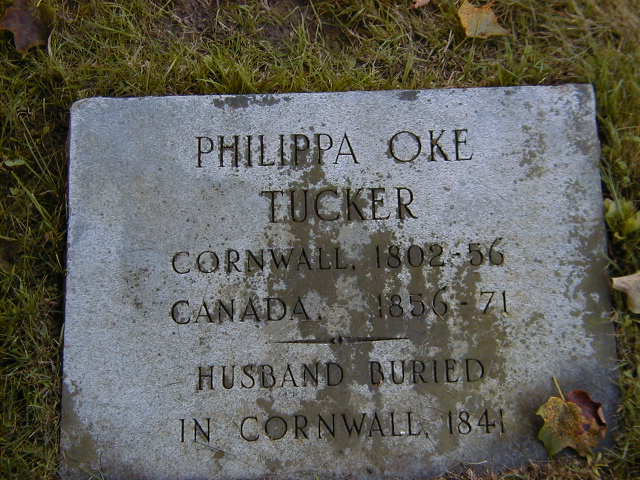 PHILIPPA OKE
TUCKER
CORNWALL, 1802-56
CANADA, 1856-71
HUSBAND BURIED
IN CORNWALL, 1841